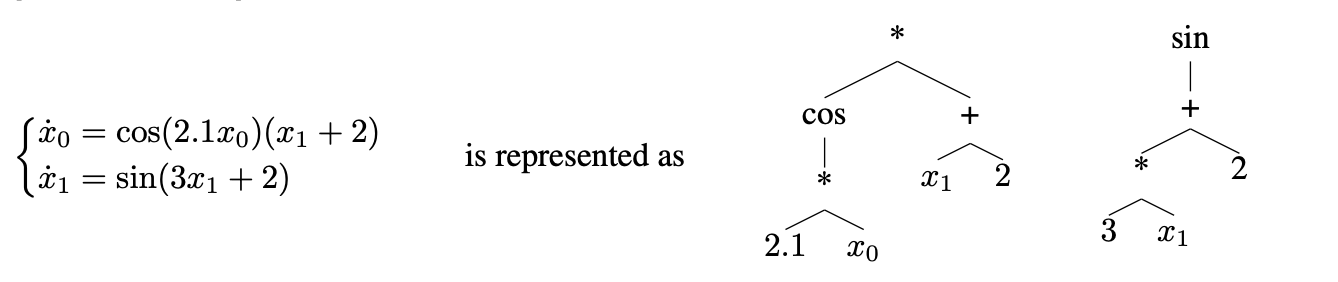 ẋ₀ = cos(2.1x₀)(x₁ + 2)
ẋ₁ = sin(3x₁ + 2)
is represented as
*
cos +
* x₁ 2
2.1 x₀
sin
+
* 2
3 x₁